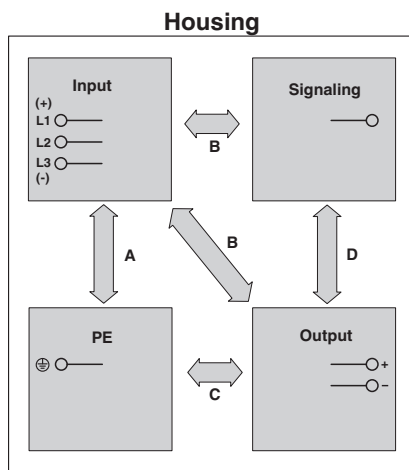 Housing
Input
(+)
L1
L2
L3
(-)
B
Signaling
A
B
D
PE
C
Output
+
–